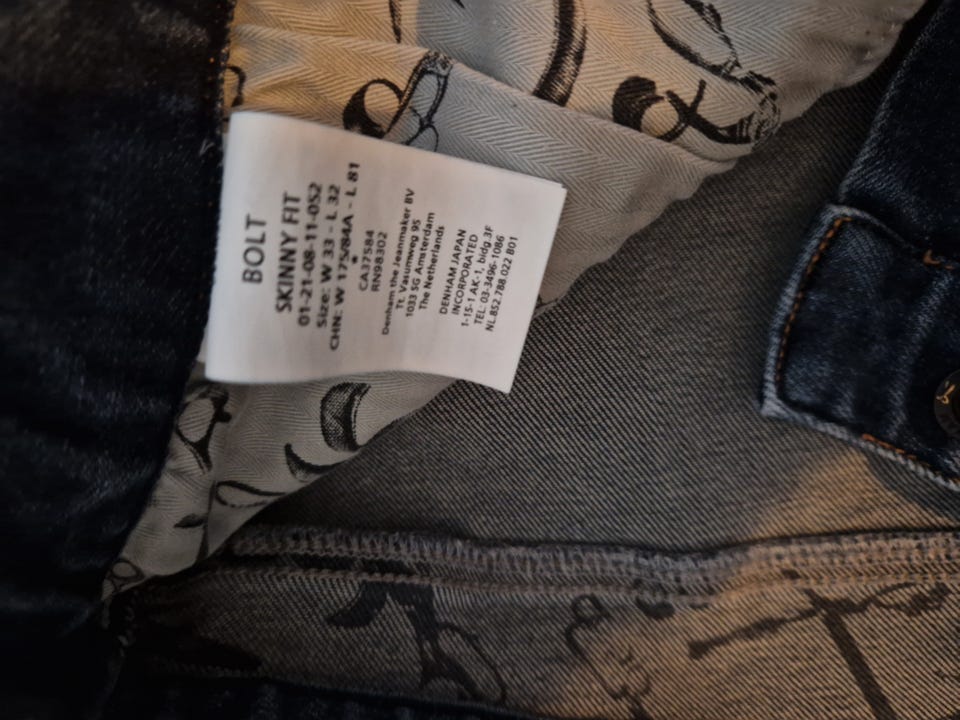 BOLT
SKINNY FIT
01-21-08-11-052
Size: W 33 - L 32
CHN: W 175/84A - L 81
*
CA37584
RN98302
Denham the Jeanmaker BV
Tt. Vasumweg 95
1033 SG Amsterdam
The Netherlands
DENHAM JAPAN
INCORPORATED
1-15-1 AK-1, bldg 3F
TEL: 03-3496-1086
NL852.788.022 B01